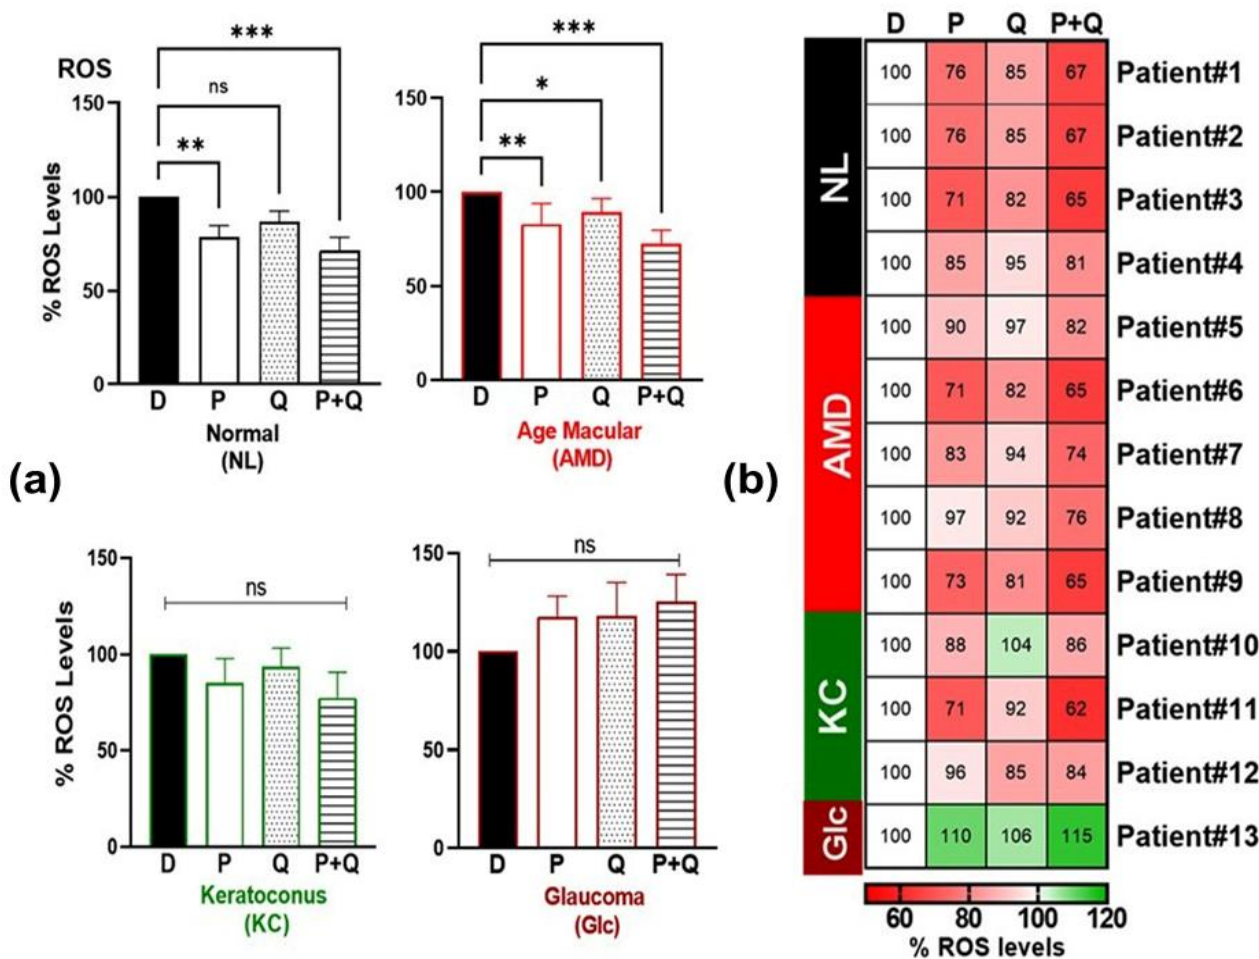 (a)
ROS
% ROS Levels
150
100
50
0
***
ns
**
D P Q P+Q
Normal
(NL)
150
100
50
0
***
*
**
D P Q P+Q
Age Macular
(AMD)
% ROS Levels
150
100
50
0
ns
D P Q P+Q
Keratoconus
(KC)
150
100
50
0
ns
D P Q P+Q
Glaucoma
(Glc)
(b)
D P Q P+Q
NL
100 76 85 67 Patient#1
100 76 85 67 Patient#2
100 71 82 65 Patient#3
100 85 95 81 Patient#4
AMD
100 90 97 82 Patient#5
100 71 82 65 Patient#6
100 83 94 74 Patient#7
100 97 92 76 Patient#8
100 73 81 65 Patient#9
KC
100 88 104 86 Patient#10
100 71 92 62 Patient#11
100 96 85 84 Patient#12
Glc
100 110 106 115 Patient#13
60 80 100 120
% ROS levels